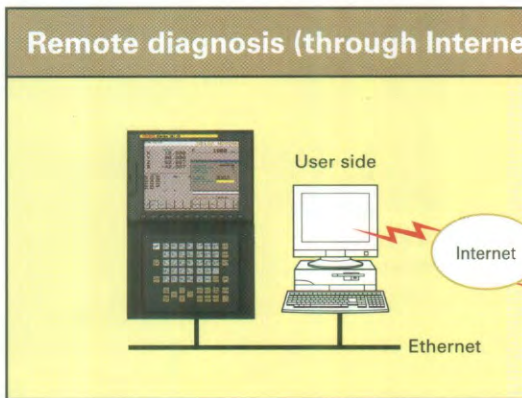 Remote diagnosis (through Interne
User side
Internet
Ethernet